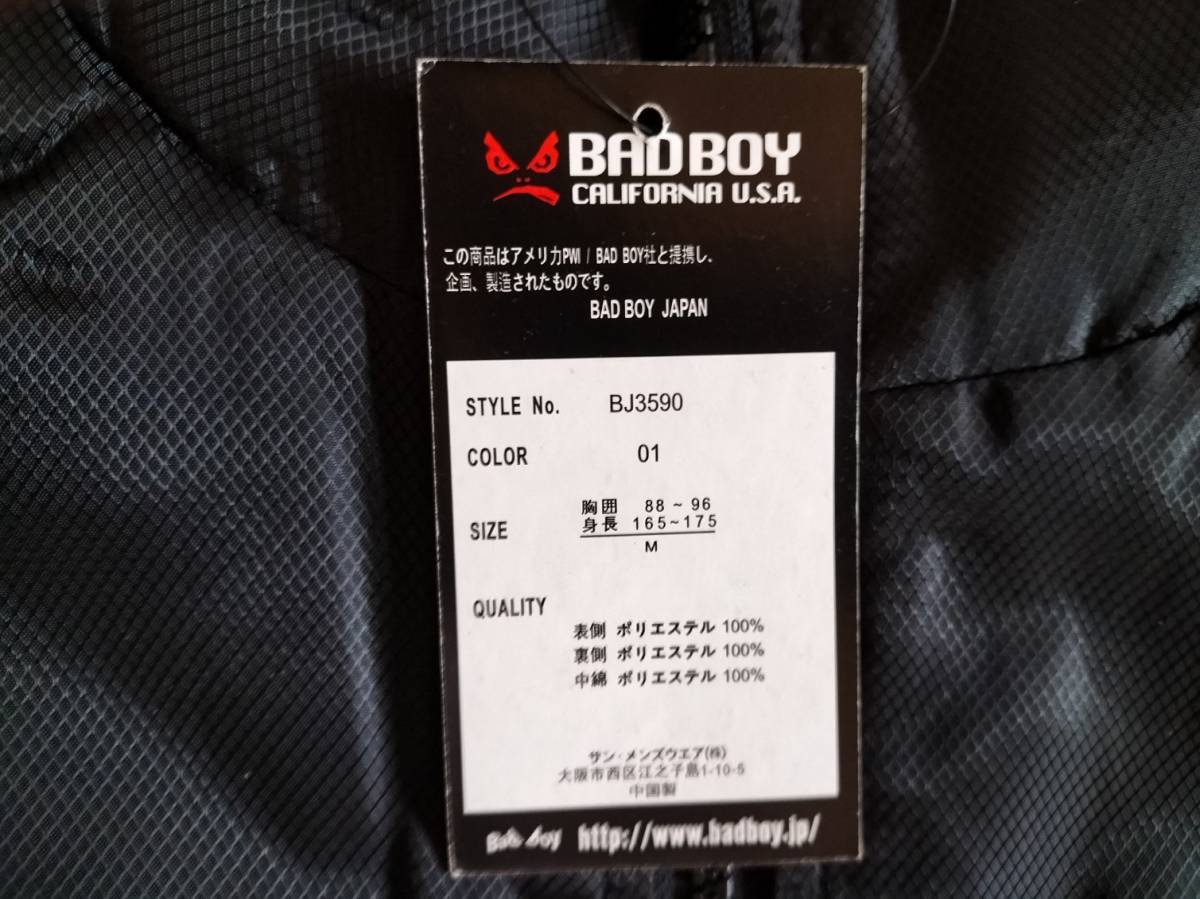 BAD BOY
CALIFORNIA U.S.A.
この商品はアメリカPWI / BAD BOY社と提携し、
企画、製造されたものです。
BAD BOY JAPAN
STYLE No. BJ3590
COLOR 01
SIZE
胸囲 88~96
身長 165~175
M
QUALITY
表側 ポリエステル 100%
裏側 ポリエステル 100%
中綿 ポリエステル 100%
サン・メンズウエア(株)
大阪市西区江之子島1-10-5
中国製
Bad Boy http://www.badboy.jp/